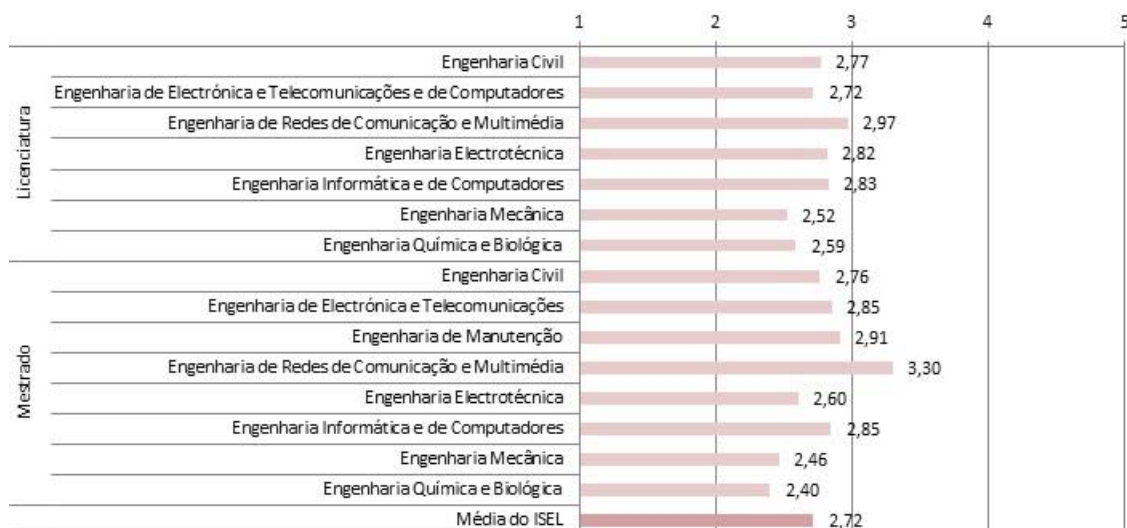 1 2 3 4 5
Licenciatura
Engenharia Civil 2,77
Engenharia de Electrónica e Telecomunicações e de Computadores 2,72
Engenharia de Redes de Comunicação e Multimédia 2,97
Engenharia Electrotécnica 2,82
Engenharia Informática e de Computadores 2,83
Engenharia Mecânica 2,52
Engenharia Química e Biológica 2,59
Mestrado
Engenharia Civil 2,76
Engenharia de Electrónica e Telecomunicações 2,85
Engenharia de Manutenção 2,91
Engenharia de Redes de Comunicação e Multimédia 3,30
Engenharia Electrotécnica 2,60
Engenharia Informática e de Computadores 2,85
Engenharia Mecânica 2,46
Engenharia Química e Biológica 2,40
Média do ISEL 2,72